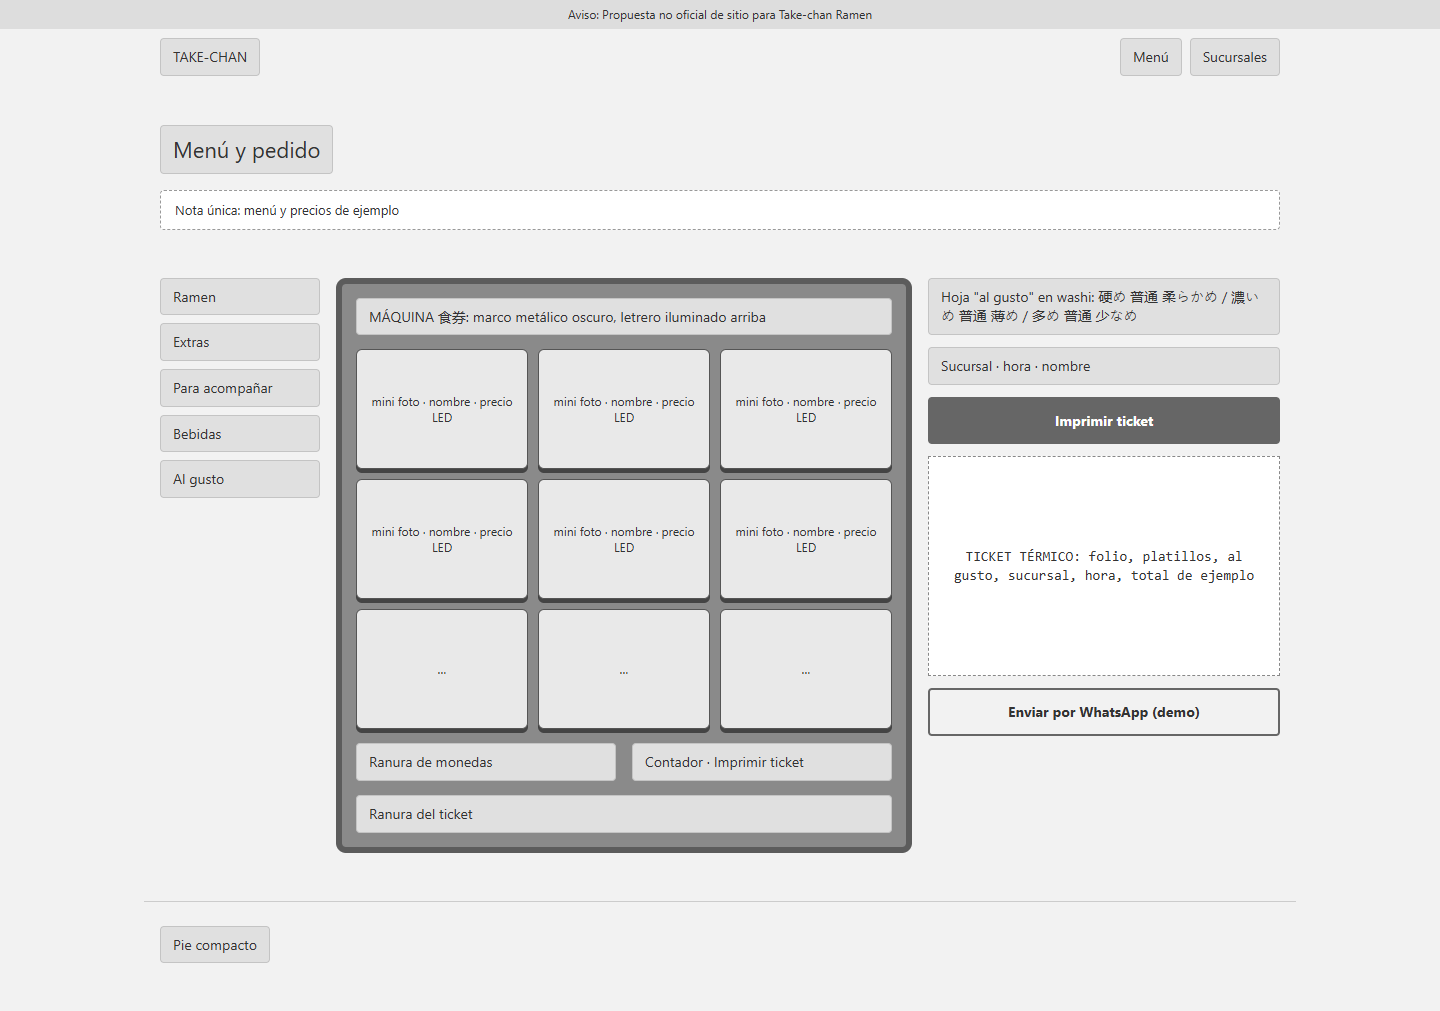 Aviso: Propuesta no oficial de sitio para Take-chan Ramen
TAKE-CHAN
Menú
Sucursales
Menú y pedido
Nota única: menú y precios de ejemplo
Ramen
Extras
Para acompañar
Bebidas
Al gusto
MÁQUINA 食券: marco metálico oscuro, letrero iluminado arriba
mini foto · nombre · precio
LED
mini foto · nombre · precio
LED
mini foto · nombre · precio
LED
mini foto · nombre · precio
LED
mini foto · nombre · precio
LED
mini foto · nombre · precio
LED
...
...
...
Ranura de monedas
Contador · Imprimir ticket
Ranura del ticket
Hoja "al gusto" en washi: 硬め 普通 柔らかめ / 濃い
め 普通 薄め / 多め 普通 少なめ
Sucursal · hora · nombre
Imprimir ticket
TICKET TÉRMICO: folio, platillos, al
gusto, sucursal, hora, total de ejemplo
Enviar por WhatsApp (demo)
Pie compacto